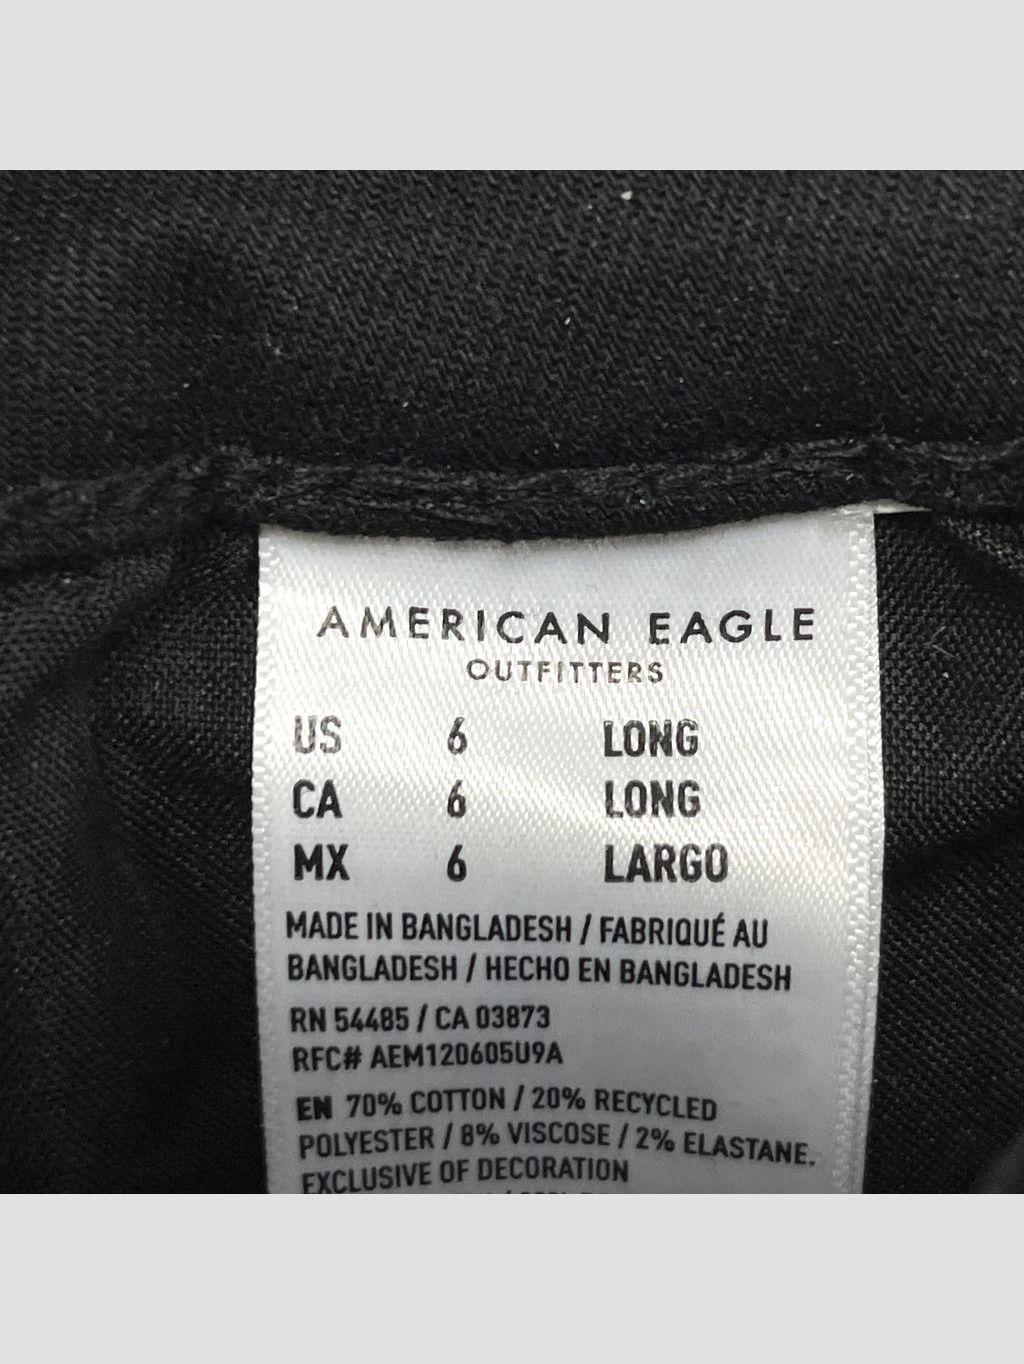 AMERICAN EAGLE
OUTFITTERS
US 6 LONG
CA 6 LONG
MX 6 LARGO
MADE IN BANGLADESH / FABRIQUÉ AU
BANGLADESH / HECHO EN BANGLADESH
RN 54485 / CA 03873
RFC# AEM120605U9A
EN 70% COTTON / 20% RECYCLED
POLYESTER / 8% VISCOSE / 2% ELASTANE.
EXCLUSIVE OF DECORATION